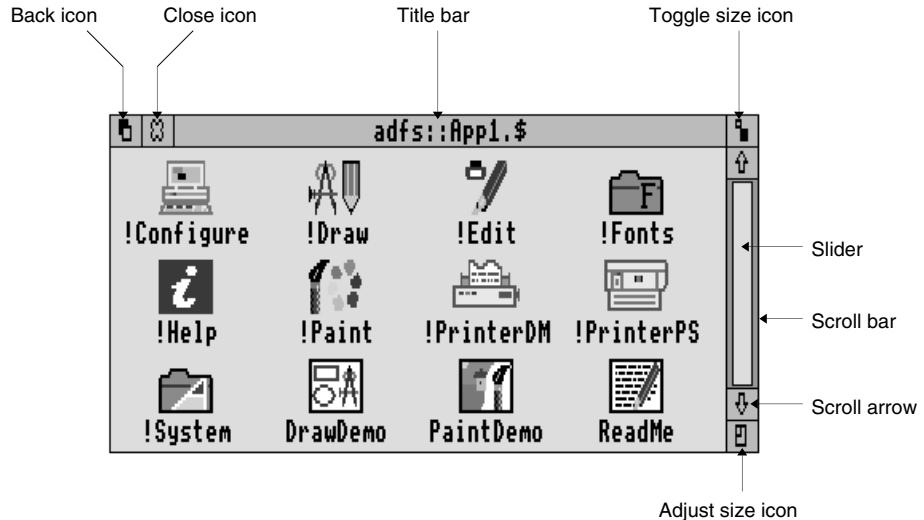 Back icon Close icon Title bar Toggle size icon
adfs::App1.$
!Configure !Draw !Edit !Fonts
Slider
!Help !Paint !PrinterDM !PrinterPS
Scroll bar
!System DrawDemo PaintDemo ReadMe
Scroll arrow
Adjust size icon